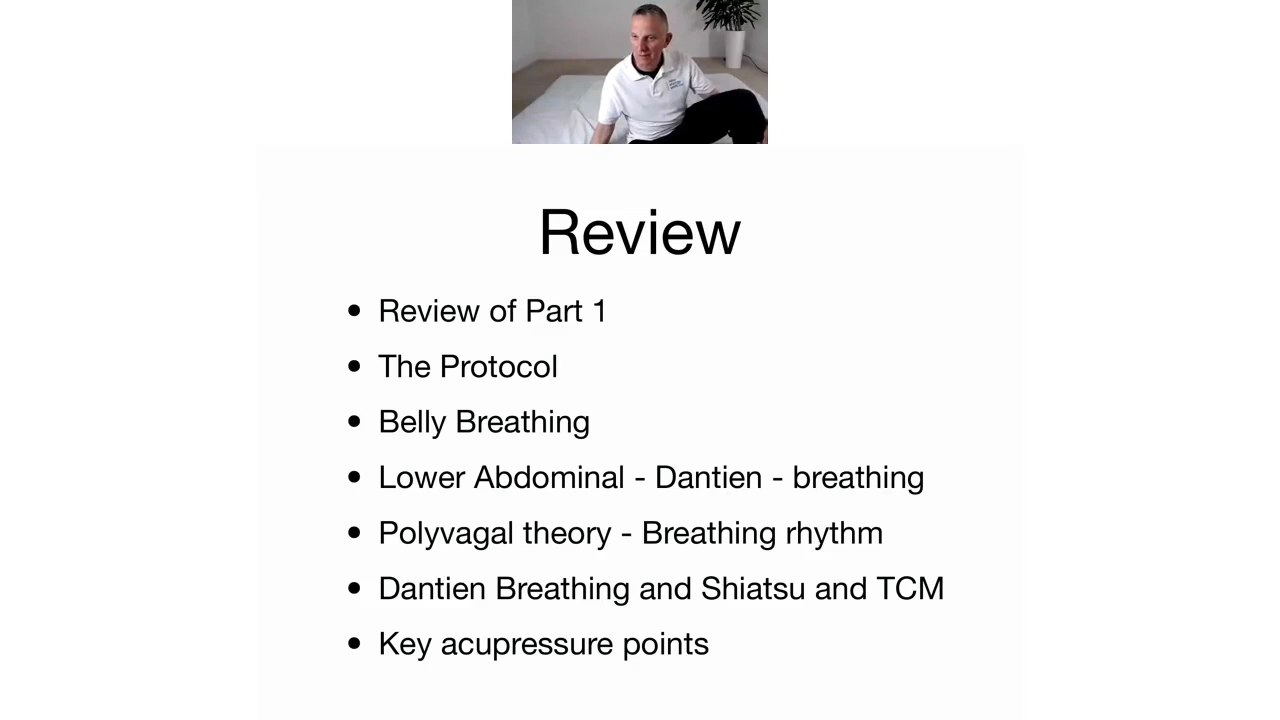 Review
• Review of Part 1
• The Protocol
• Belly Breathing
• Lower Abdominal - Dantien - breathing
• Polyvagal theory - Breathing rhythm
• Dantien Breathing and Shiatsu and TCM
• Key acupressure points